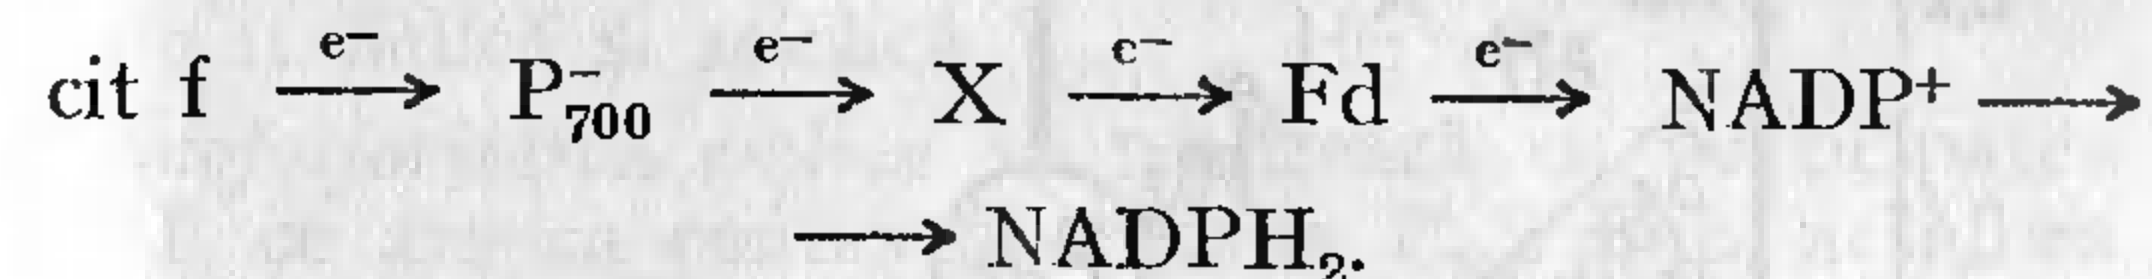 cit f —e⁻→ P⁻₇₀₀ —e⁻→ X —e⁻→ Fd —e⁻→ NADP⁺ ⟶
⟶ NADPH₂.